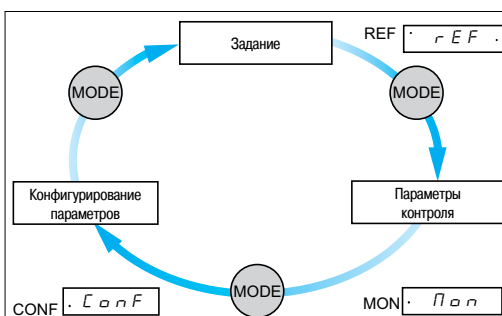 Задание
REF · rEF ·
MODE
MODE
Конфигурирование
параметров
Параметры
контроля
MODE
CONF · ConF
MON · Mon